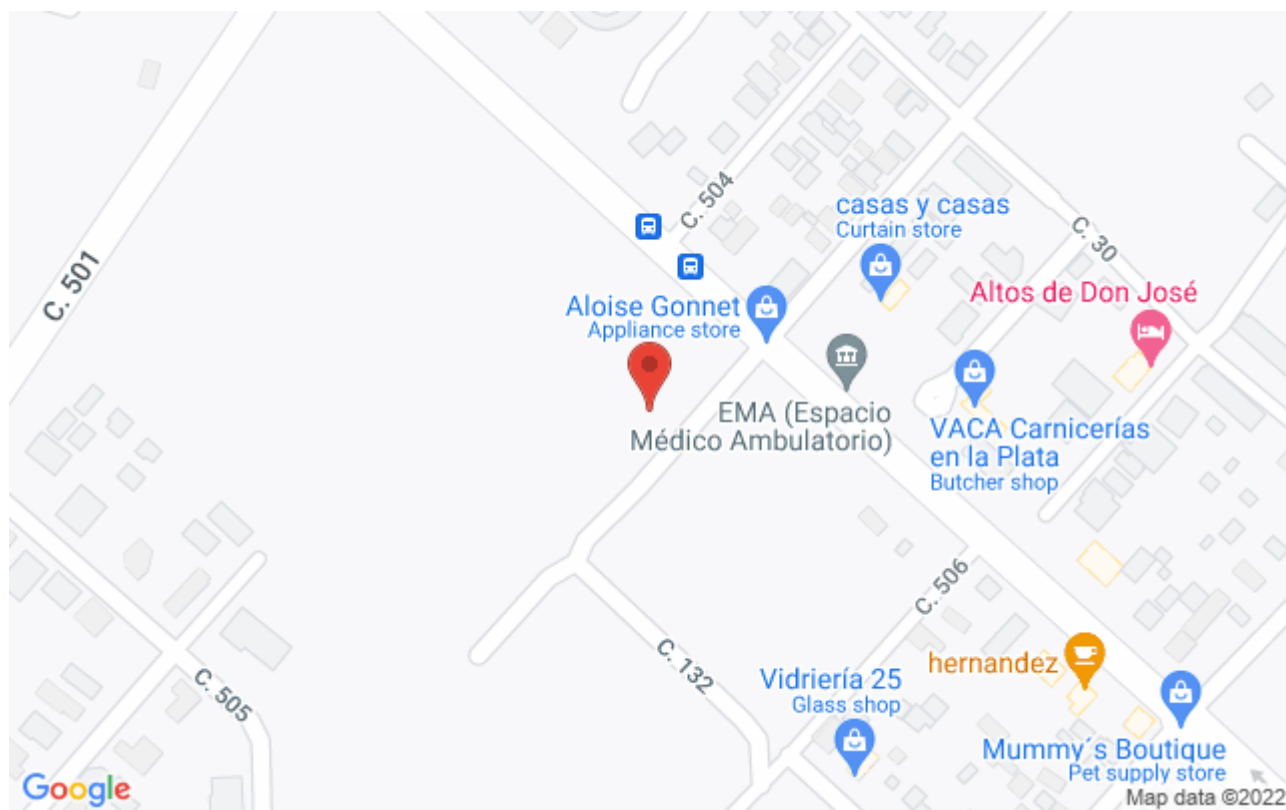 C. 504
casas y casas
Curtain store
C. 30
C. 501
Altos de Don José
Aloise Gonnet
Appliance store
EMA (Espacio
Médico Ambulatorio)
VACA Carnicerías
en la Plata
Butcher shop
C. 506
C. 132
hernandez
Vidriería 25
Glass shop
C. 505
Mummy´s Boutique
Pet supply store
Google
Map data ©2022